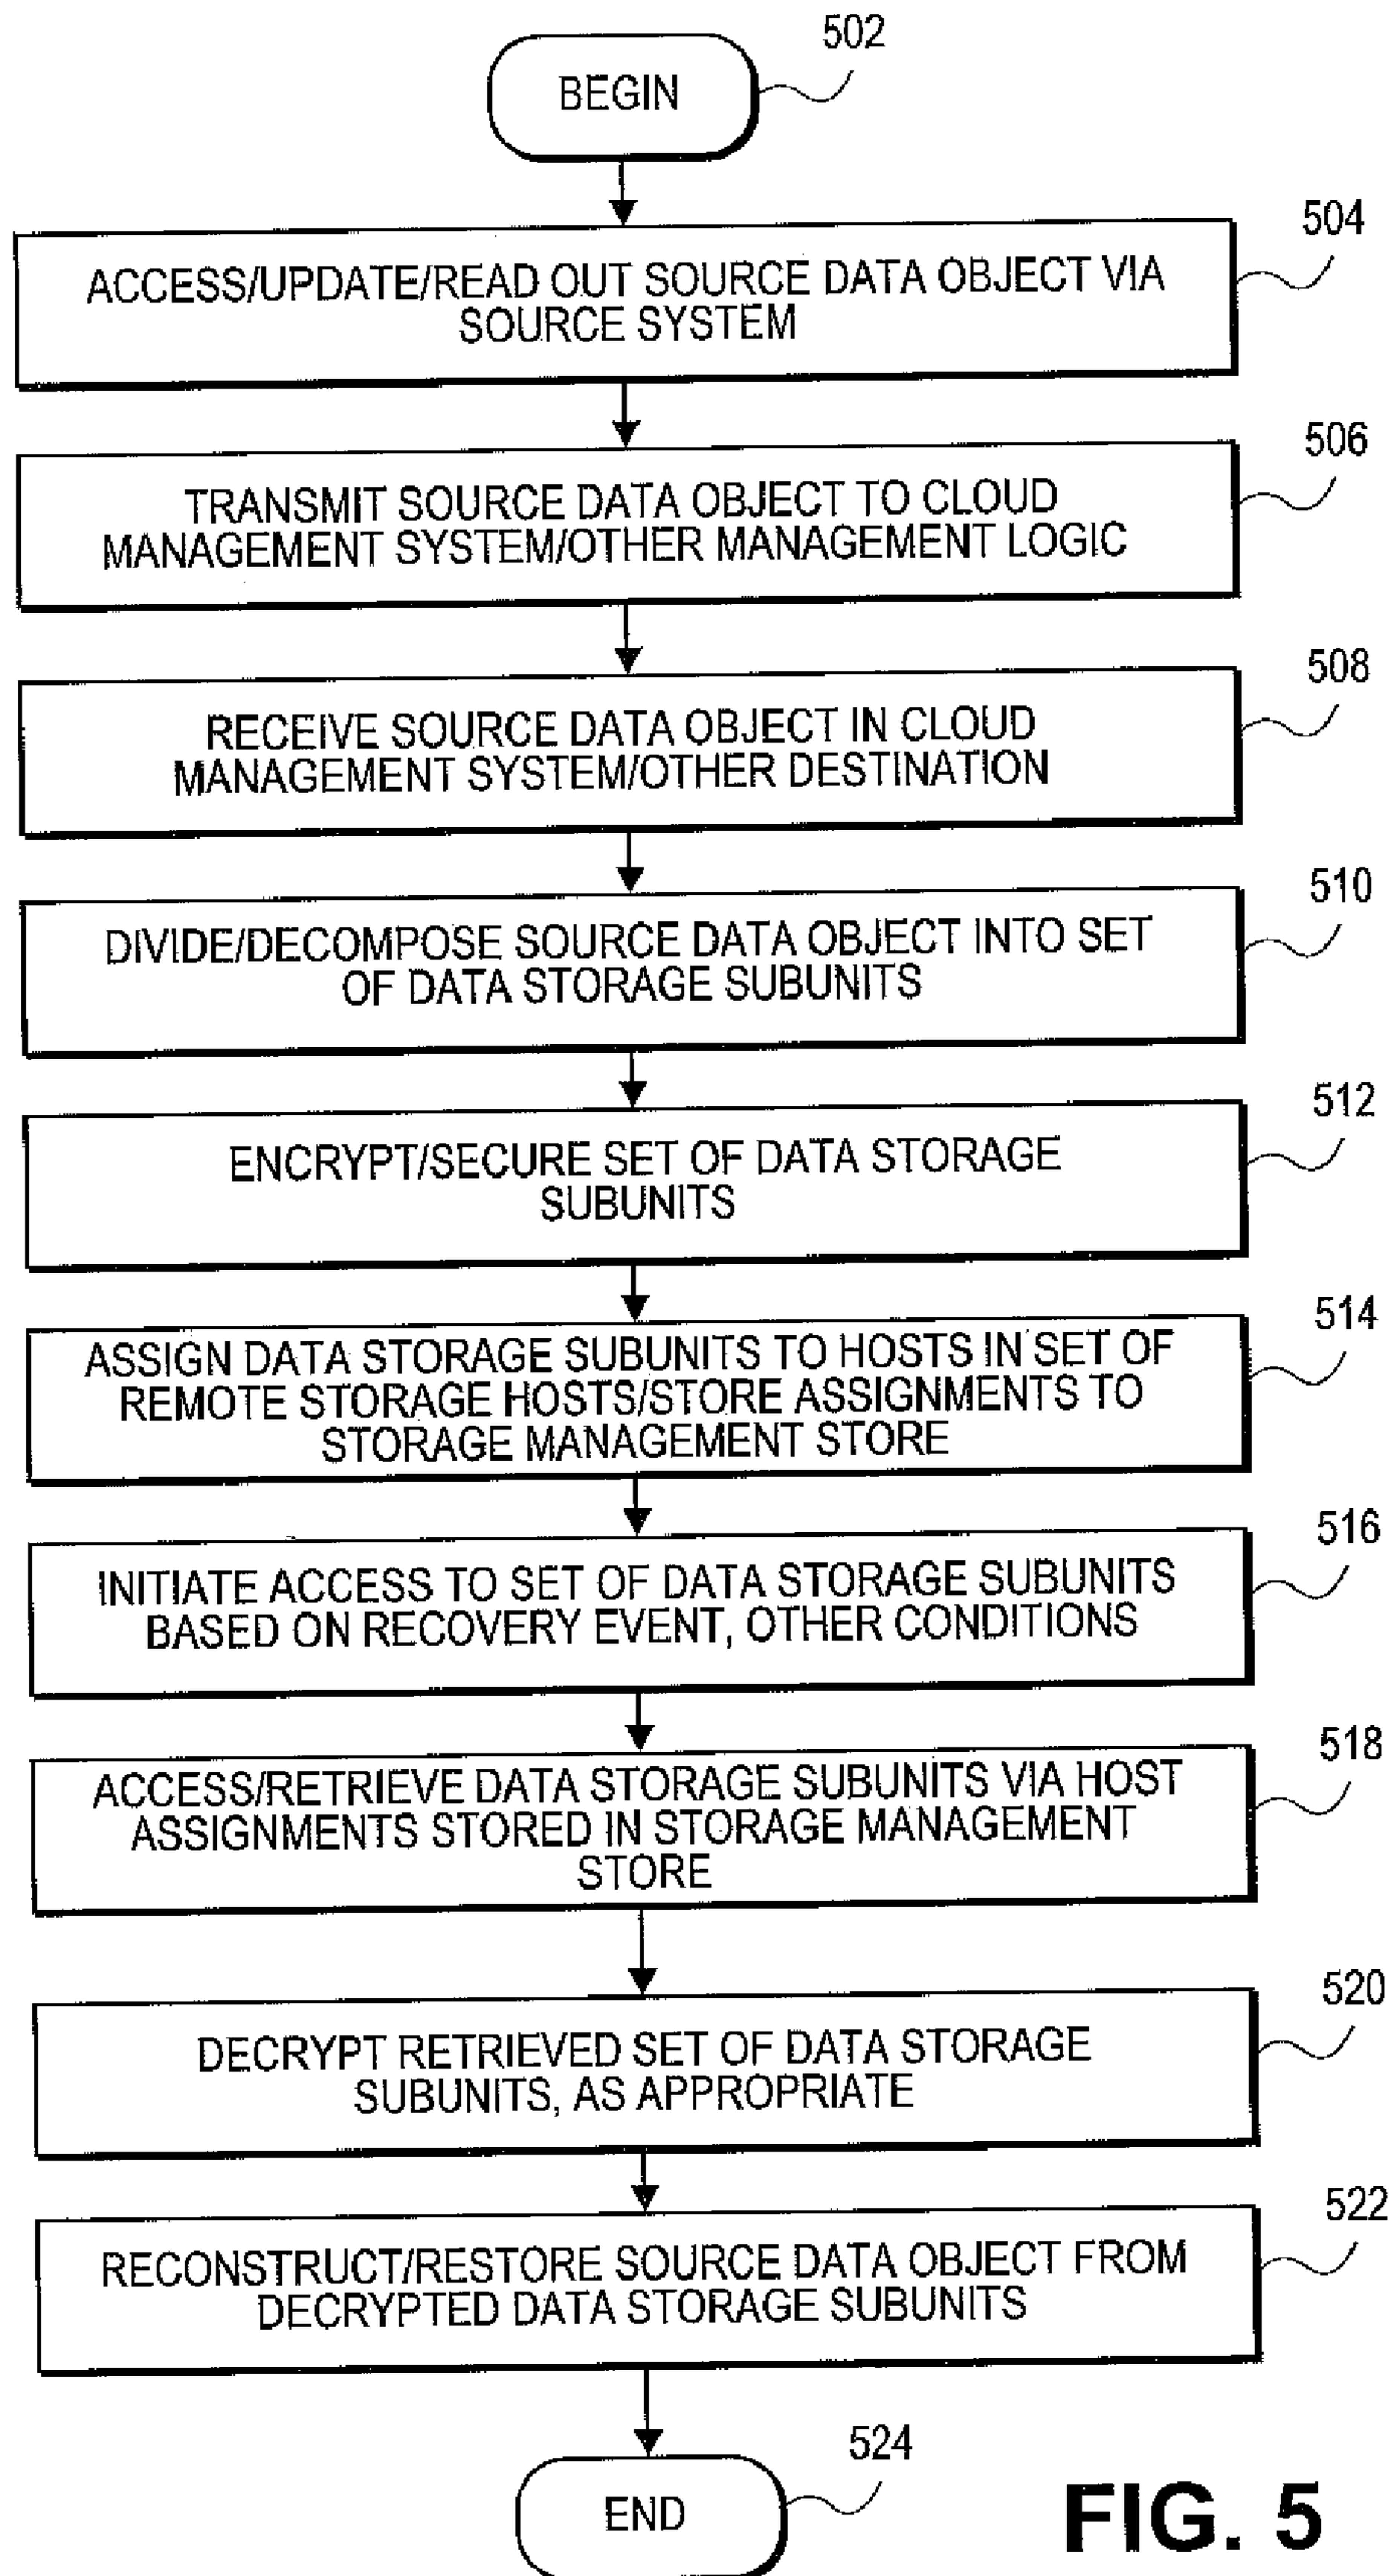 502
BEGIN
504
ACCESS/UPDATE/READ OUT SOURCE DATA OBJECT VIA
SOURCE SYSTEM
506
TRANSMIT SOURCE DATA OBJECT TO CLOUD
MANAGEMENT SYSTEM/OTHER MANAGEMENT LOGIC
508
RECEIVE SOURCE DATA OBJECT IN CLOUD
MANAGEMENT SYSTEM/OTHER DESTINATION
510
DIVIDE/DECOMPOSE SOURCE DATA OBJECT INTO SET
OF DATA STORAGE SUBUNITS
512
ENCRYPT/SECURE SET OF DATA STORAGE
SUBUNITS
514
ASSIGN DATA STORAGE SUBUNITS TO HOSTS IN SET OF
REMOTE STORAGE HOSTS/STORE ASSIGNMENTS TO
STORAGE MANAGEMENT STORE
516
INITIATE ACCESS TO SET OF DATA STORAGE SUBUNITS
BASED ON RECOVERY EVENT, OTHER CONDITIONS
518
ACCESS/RETRIEVE DATA STORAGE SUBUNITS VIA HOST
ASSIGNMENTS STORED IN STORAGE MANAGEMENT
STORE
520
DECRYPT RETRIEVED SET OF DATA STORAGE
SUBUNITS, AS APPROPRIATE
522
RECONSTRUCT/RESTORE SOURCE DATA OBJECT FROM
DECRYPTED DATA STORAGE SUBUNITS
524
END
FIG. 5